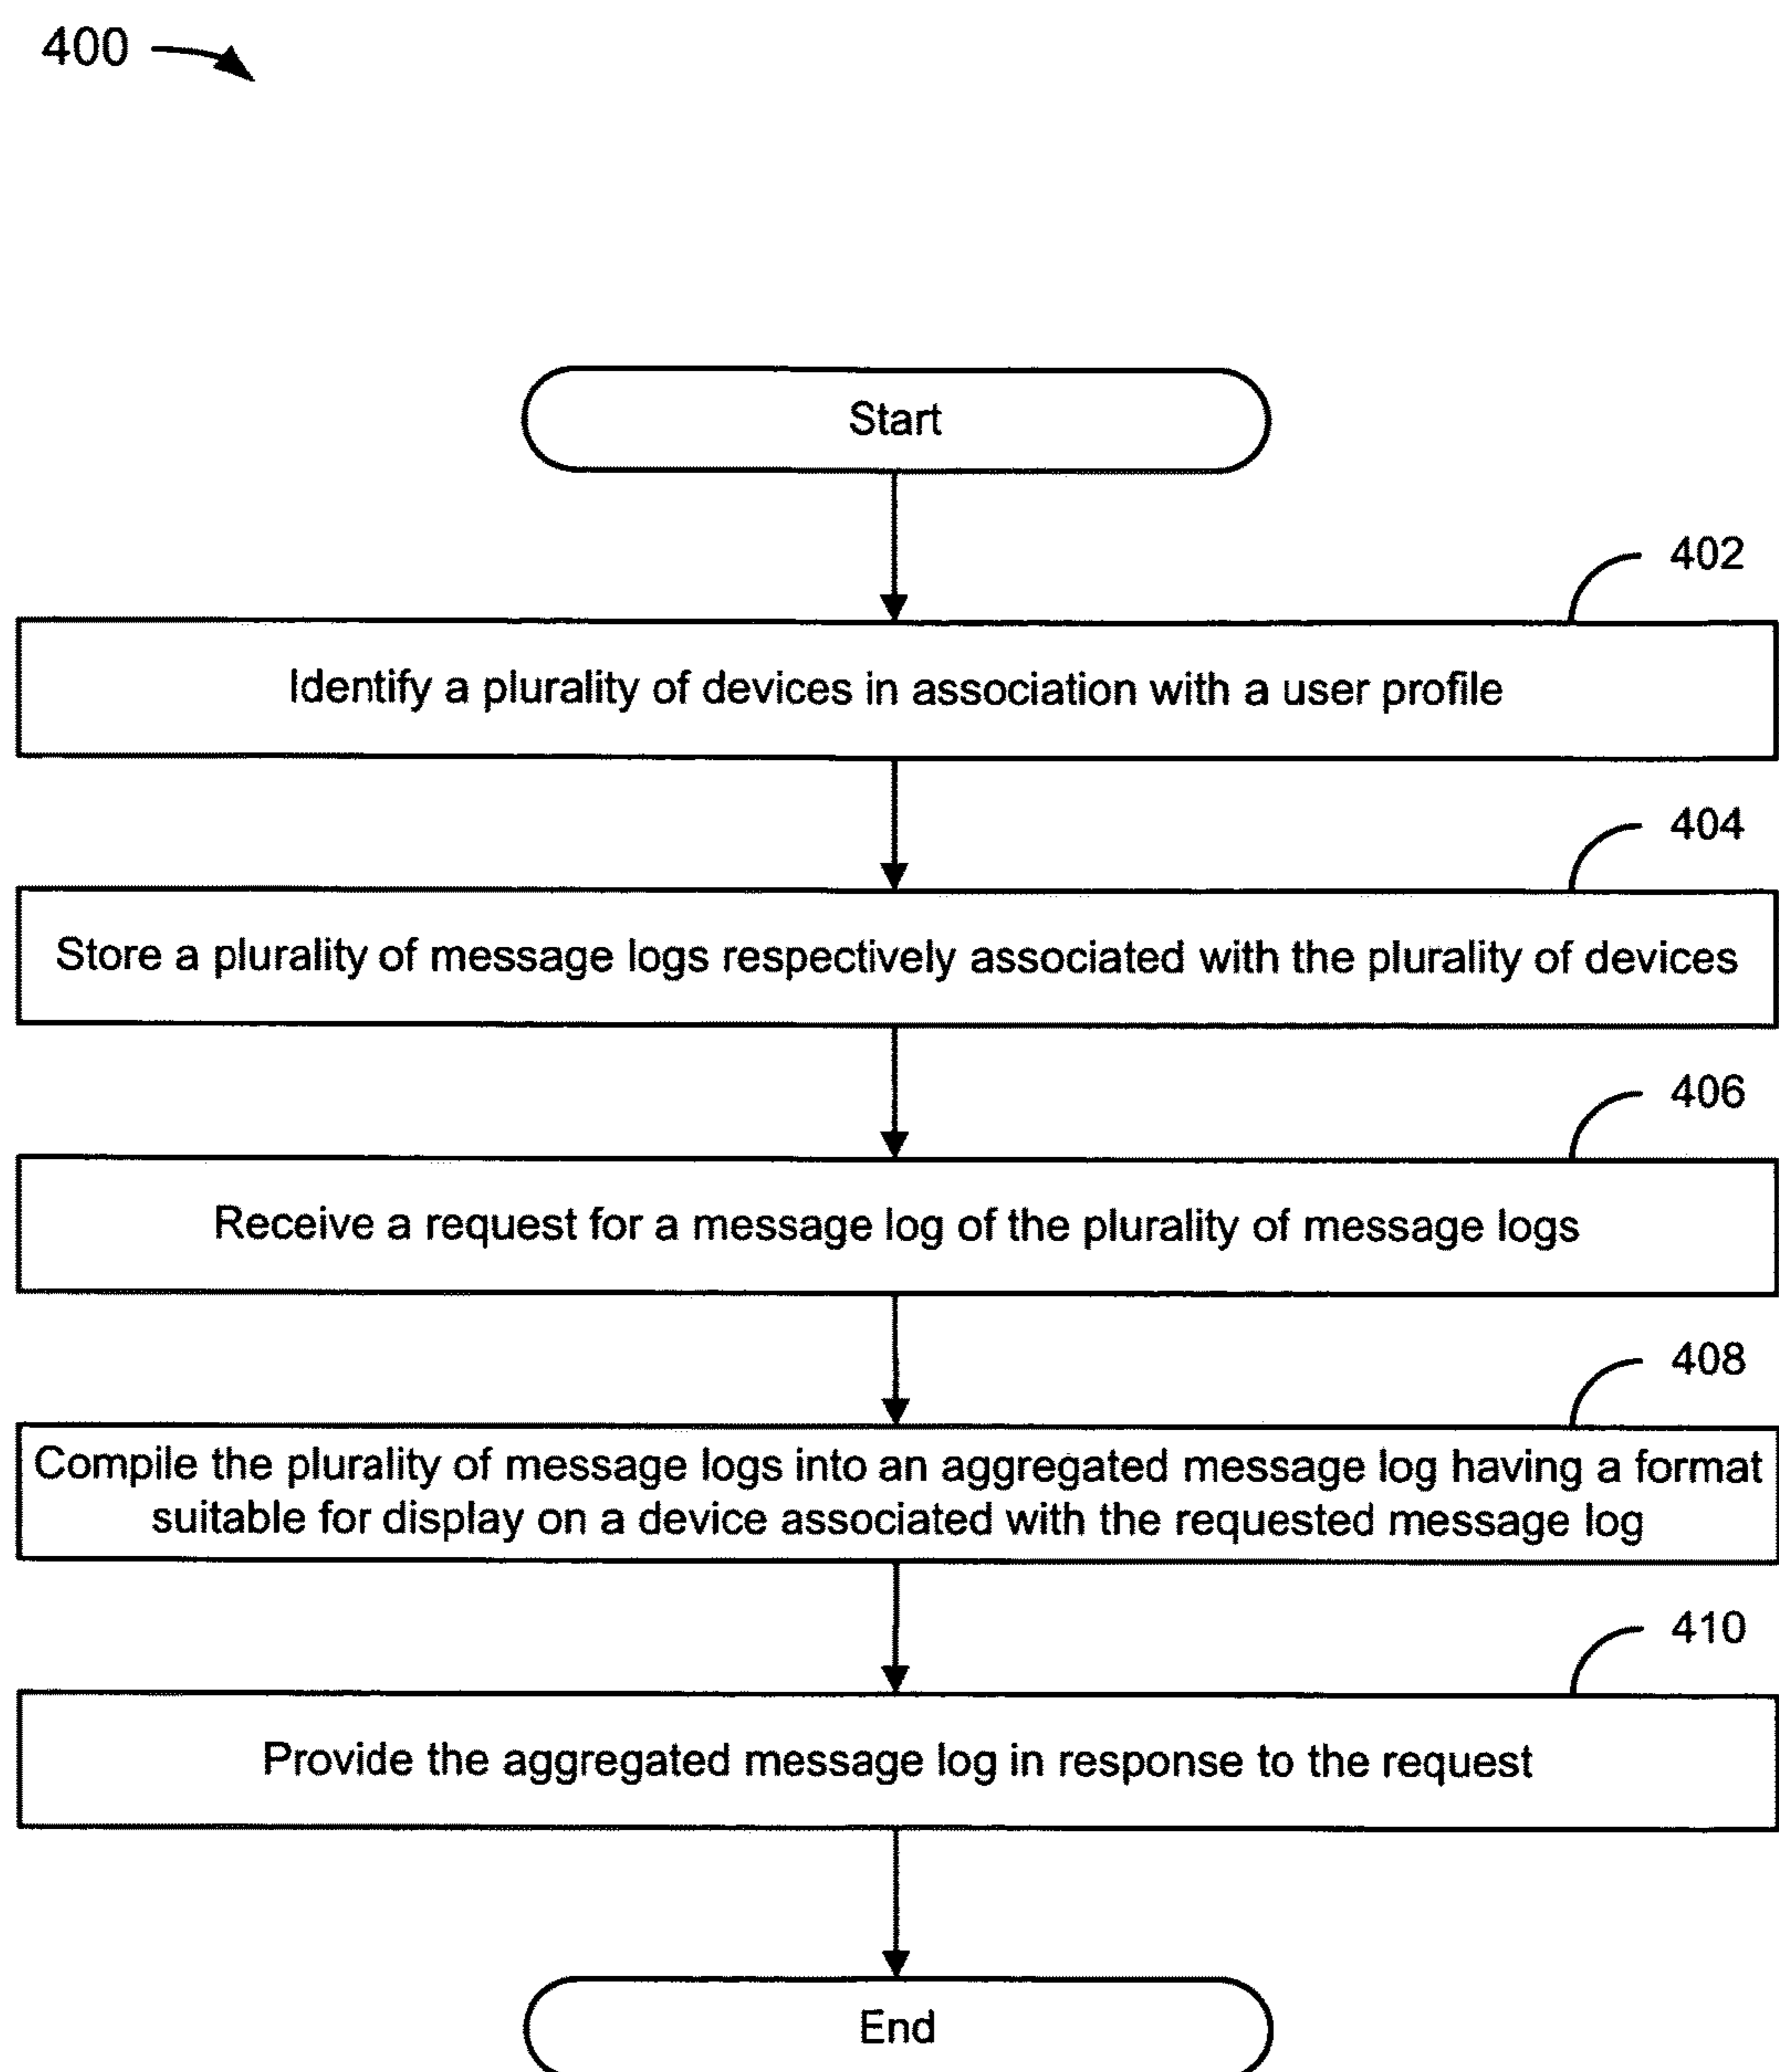 400
Start
402
Identify a plurality of devices in association with a user profile
404
Store a plurality of message logs respectively associated with the plurality of devices
406
Receive a request for a message log of the plurality of message logs
408
Compile the plurality of message logs into an aggregated message log having a format
suitable for display on a device associated with the requested message log
410
Provide the aggregated message log in response to the request
End